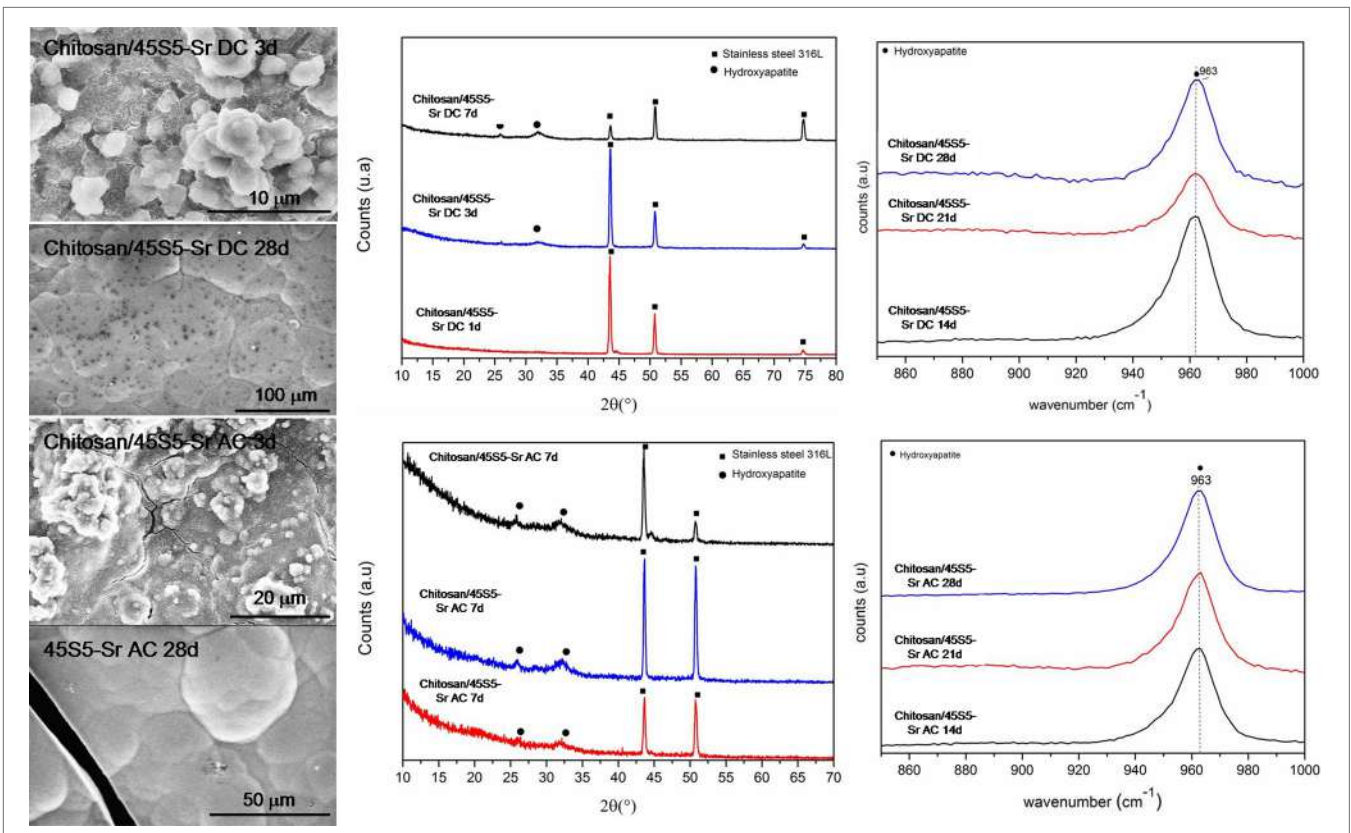 Chitosan/45S5-Sr DC 3d
10 μm
Chitosan/45S5-Sr DC 28d
100 μm
Chitosan/45S5-Sr AC 3d
20 μm
45S5-Sr AC 28d
50 μm
■ Stainless steel 316L
● Hydroxyapatite
Chitosan/45S5-
Sr DC 7d
Chitosan/45S5-
Sr DC 3d
Chitosan/45S5-
Sr DC 1d
Counts (u.a)
10 15 20 25 30 35 40 45 50 55 60 65 70 75 80
2θ(°)
● Hydroxyapatite
963
Chitosan/45S5-
Sr DC 28d
Chitosan/45S5-
Sr DC 21d
Chitosan/45S5-
Sr DC 14d
counts (a.u)
860 880 900 920 940 960 980 1000
wavenumber (cm⁻¹)
■ Stainless steel 316L
● Hydroxyapatite
Chitosan/45S5-Sr AC 7d
Chitosan/45S5-
Sr AC 7d
Chitosan/45S5-
Sr AC 7d
Counts (a.u)
10 15 20 25 30 35 40 45 50 55 60 65 70
2θ(°)
● Hydroxyapatite
963
Chitosan/45S5-
Sr AC 28d
Chitosan/45S5-
Sr AC 21d
Chitosan/45S5-
Sr AC 14d
counts (a.u)
860 880 900 920 940 960 980 1000
wavenumber (cm⁻¹)